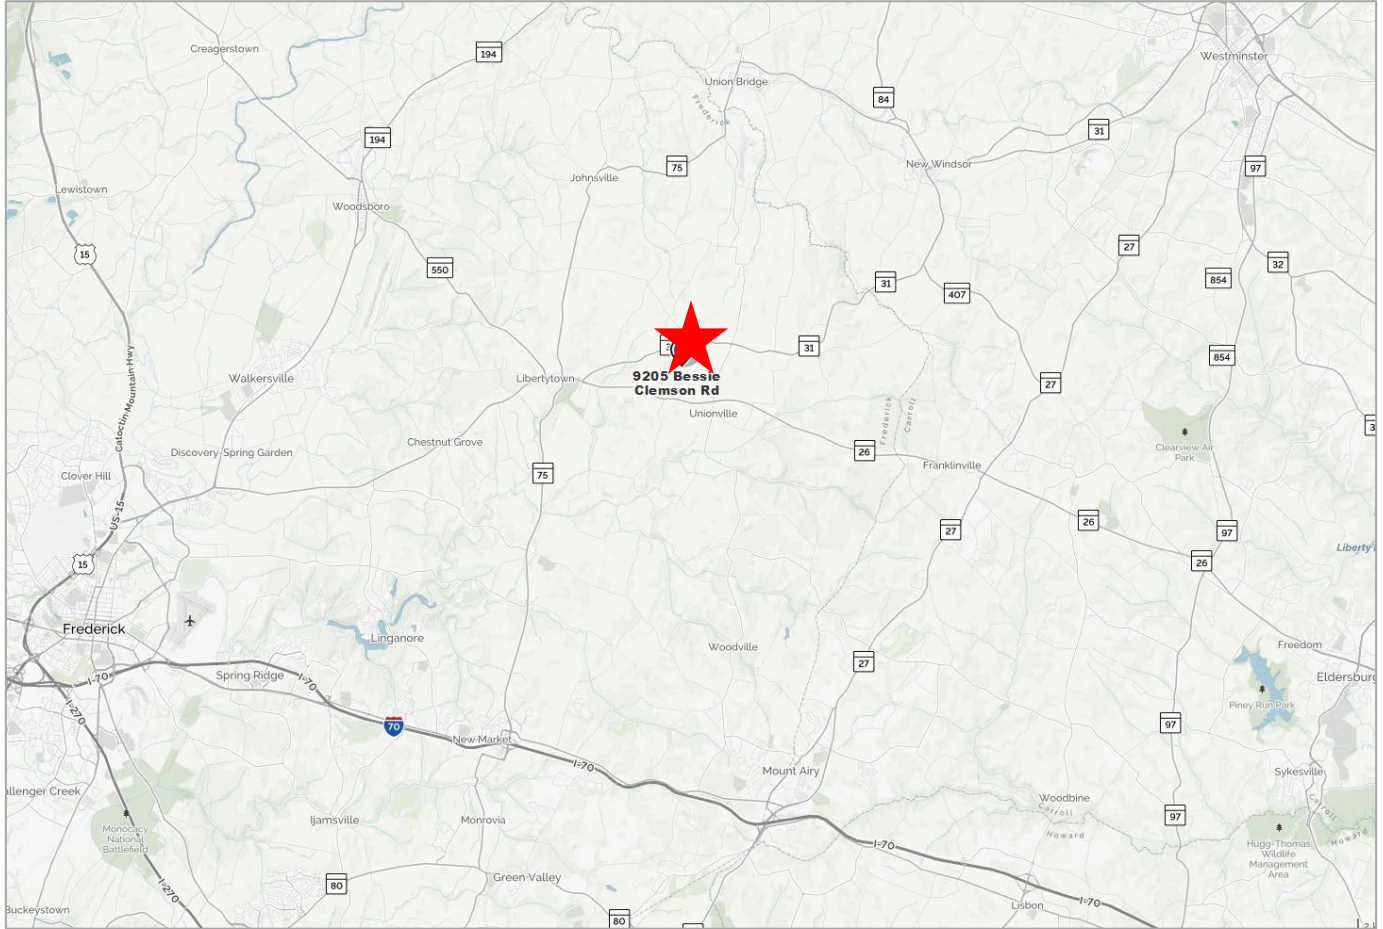 Creagerstown
194
Union Bridge
Westminster
84
Frederick
31
194
New Windsor
75
97
Johnsville
Lewistown
Woodsboro
15
27
550
32
854
31
407
31
854
Catoctin Mountain Hwy
Walkersville
Libertytown
9205 Bessie
Clemson Rd
27
Unionville
Frederick
Carroll
Chestnut Grove
Discovery-Spring Garden
26
Clearview Air
Park
Franklinville
Clover Hill
75
US-15
26
27
97
15
26
Liberty
Frederick
Linganore
Woodville
Freedom
27
Spring Ridge
I-70
I-70
Eldersburg
Piney Run Park
I-270
70
97
New Market
I-70
Mount Airy
Sykesville
allenger Creek
Woodbine
Carroll
Howard
Carroll
Howard
97
Monocacy
National
Battlefield
Ijamsville
Monrovia
I-70
Hugg-Thomas
Wildlife
Management
Area
80
Green Valley
I-270
I-70
Lisbon
Buckeystown
80